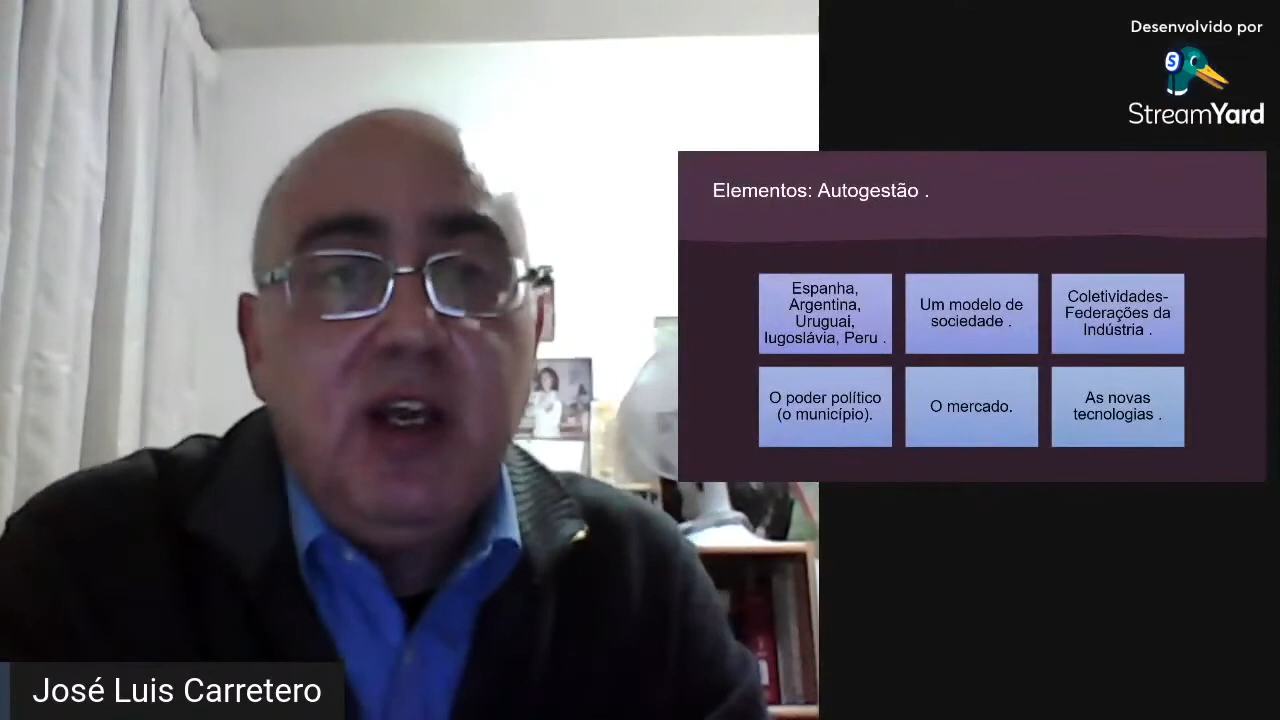 Desenvolvido por
StreamYard
Elementos: Autogestão .
Espanha,
Argentina,
Uruguai,
Iugoslávia, Peru .
Um modelo de
sociedade .
Coletividades-
Federações da
Indústria .
O poder político
(o município).
O mercado.
As novas
tecnologias .
José Luis Carretero